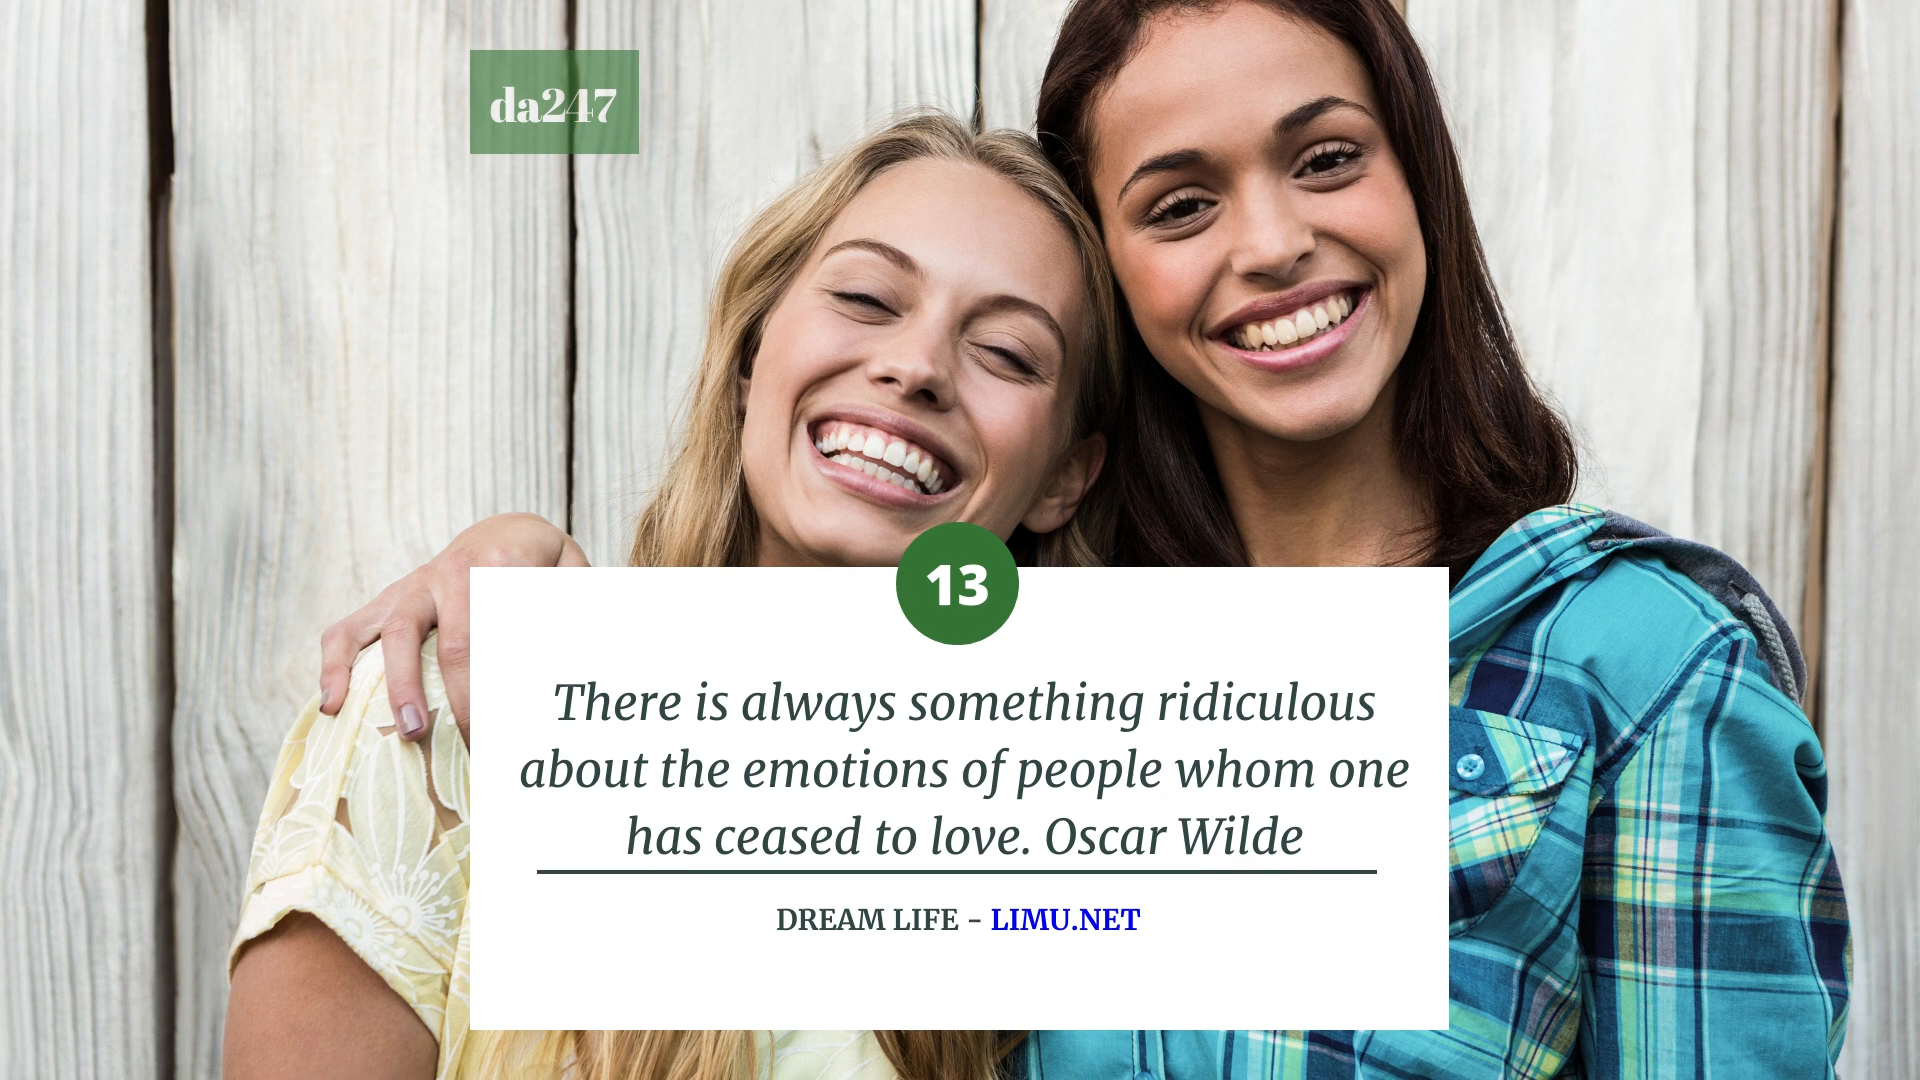 da247
13
There is always something ridiculous
about the emotions of people whom one
has ceased to love. Oscar Wilde
DREAM LIFE - LIMU.NET